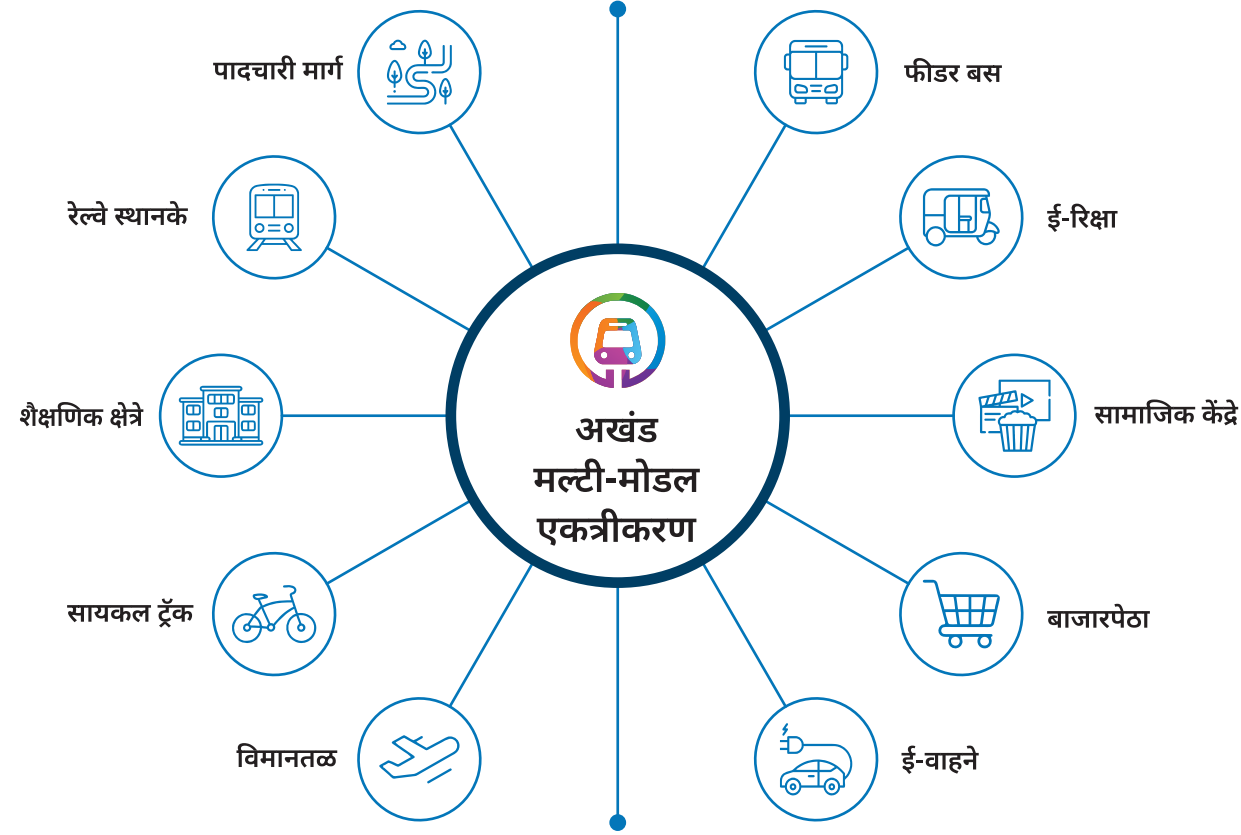 पादचारी मार्ग
फीडर बस
रेल्वे स्थानके
ई-रिक्षा
अखंड
मल्टी-मोडल
एकत्रीकरण
शैक्षणिक क्षेत्रे
सामाजिक केंद्रे
सायकल ट्रॅक
बाजारपेठा
विमानतळ
ई-वाहने